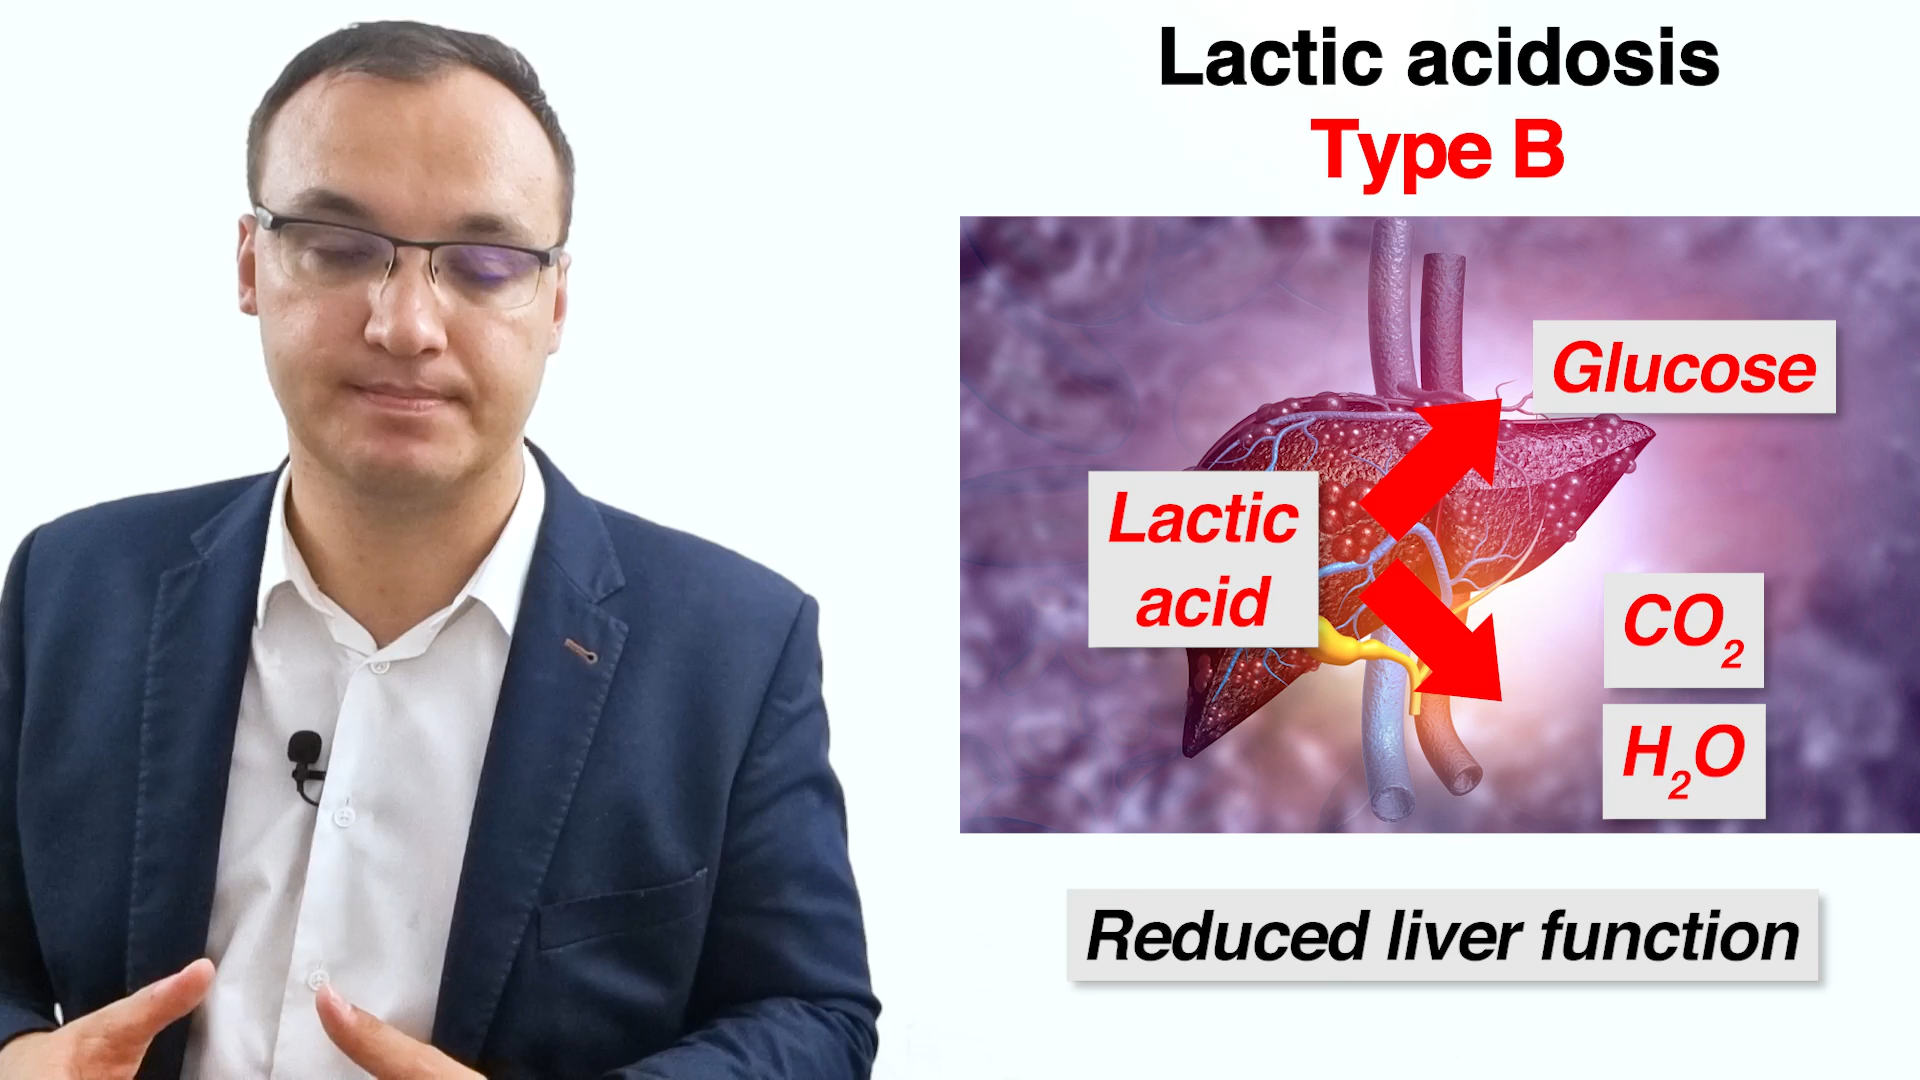 Lactic acidosis
Type B
Glucose
Lactic
acid
CO₂
H₂O
Reduced liver function